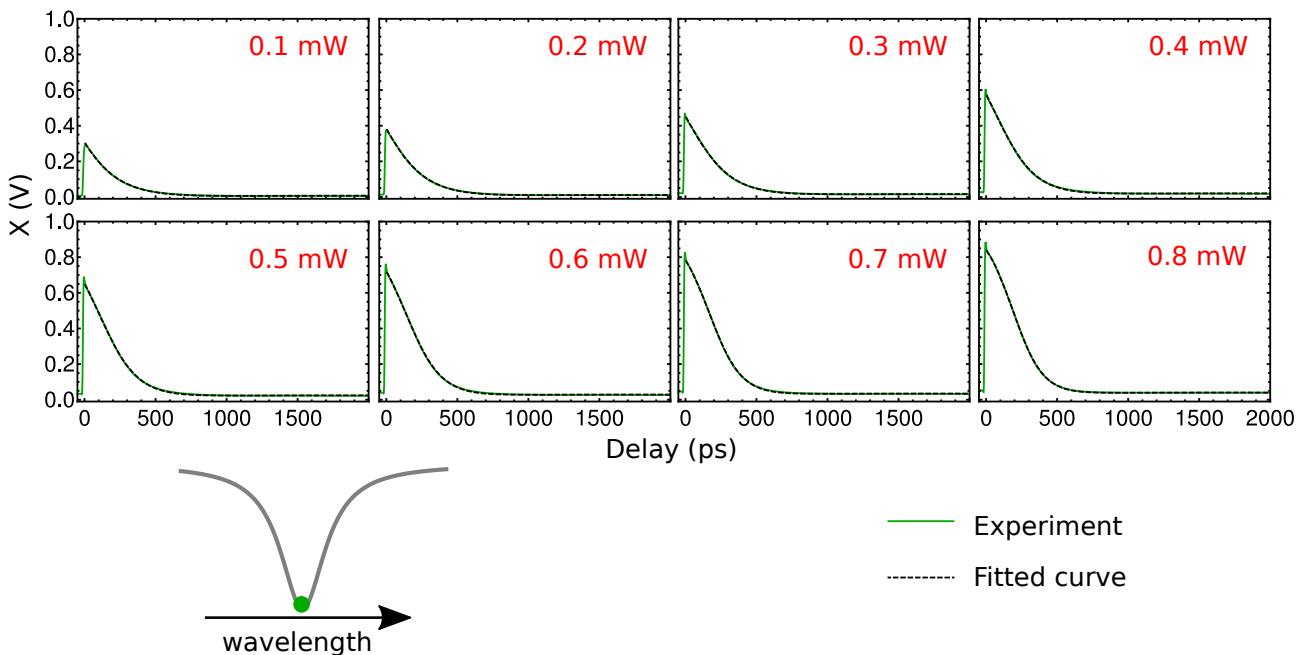 1.0
0.8
0.6
0.4
0.2
0.0
0.1 mW
0.2 mW
0.3 mW
0.4 mW
X (V)
1.0
0.8
0.6
0.4
0.2
0.0
0.5 mW
0.6 mW
0.7 mW
0.8 mW
0 500 1000 1500
0 500 1000 1500
0 500 1000 1500
0 500 1000 1500 2000
Delay (ps)
Experiment
Fitted curve
wavelength